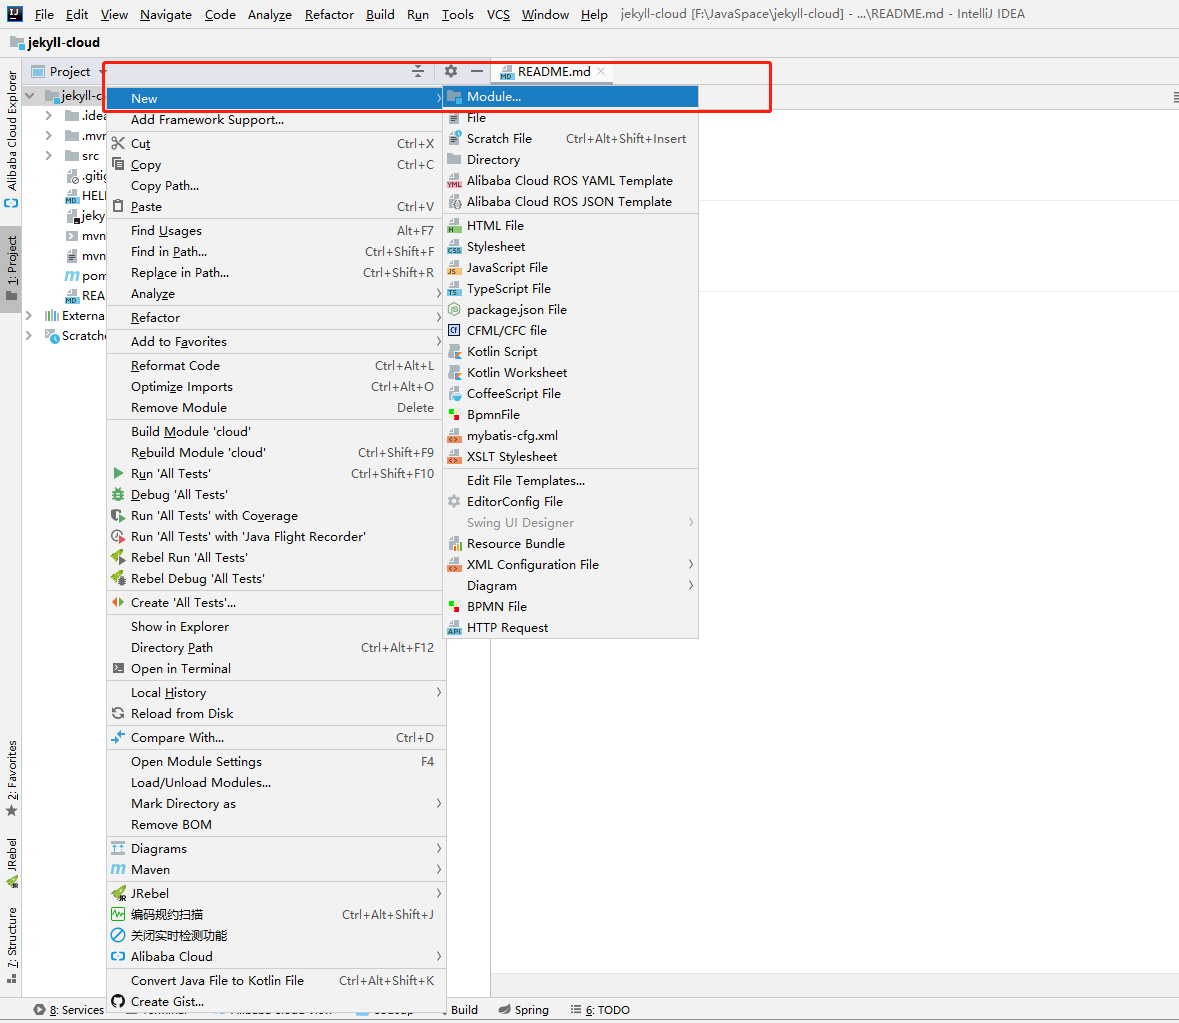 File Edit View Navigate Code Analyze Refactor Build Run Tools VCS Window Help jekyll-cloud [F:\JavaSpace\jekyll-cloud] - ...\README.md - IntelliJ IDEA
jekyll-cloud
Project
README.md
Alibaba Cloud Explorer
1: Project
2: Favorites
JRebel
7: Structure
jekyll-c
.idea
.mvn
src
.gitig
HEL
jeky
mvn
mvn
pom
REA
Externa
Scratche
New
Add Framework Support...
Cut Ctrl+X
Copy Ctrl+C
Copy Path...
Paste Ctrl+V
Find Usages Alt+F7
Find in Path... Ctrl+Shift+F
Replace in Path... Ctrl+Shift+R
Analyze
Refactor
Add to Favorites
Reformat Code Ctrl+Alt+L
Optimize Imports Ctrl+Alt+O
Remove Module Delete
Build Module 'cloud'
Rebuild Module 'cloud' Ctrl+Shift+F9
Run 'All Tests' Ctrl+Shift+F10
Debug 'All Tests'
Run 'All Tests' with Coverage
Run 'All Tests' with 'Java Flight Recorder'
Rebel Run 'All Tests'
Rebel Debug 'All Tests'
Create 'All Tests'...
Show in Explorer
Directory Path Ctrl+Alt+F12
Open in Terminal
Local History
Reload from Disk
Compare With... Ctrl+D
Open Module Settings F4
Load/Unload Modules...
Mark Directory as
Remove BOM
Diagrams
Maven
JRebel
编码规约扫描 Ctrl+Alt+Shift+J
关闭实时检测功能
Alibaba Cloud
Convert Java File to Kotlin File Ctrl+Alt+Shift+K
Create Gist...
Module...
File
Scratch File Ctrl+Alt+Shift+Insert
Directory
Alibaba Cloud ROS YAML Template
Alibaba Cloud ROS JSON Template
HTML File
Stylesheet
JavaScript File
TypeScript File
package.json File
CFML/CFC file
Kotlin Script
Kotlin Worksheet
CoffeeScript File
BpmnFile
mybatis-cfg.xml
XSLT Stylesheet
Edit File Templates...
EditorConfig File
Swing UI Designer
Resource Bundle
XML Configuration File
Diagram
BPMN File
HTTP Request
8: Services Build Spring 6: TODO